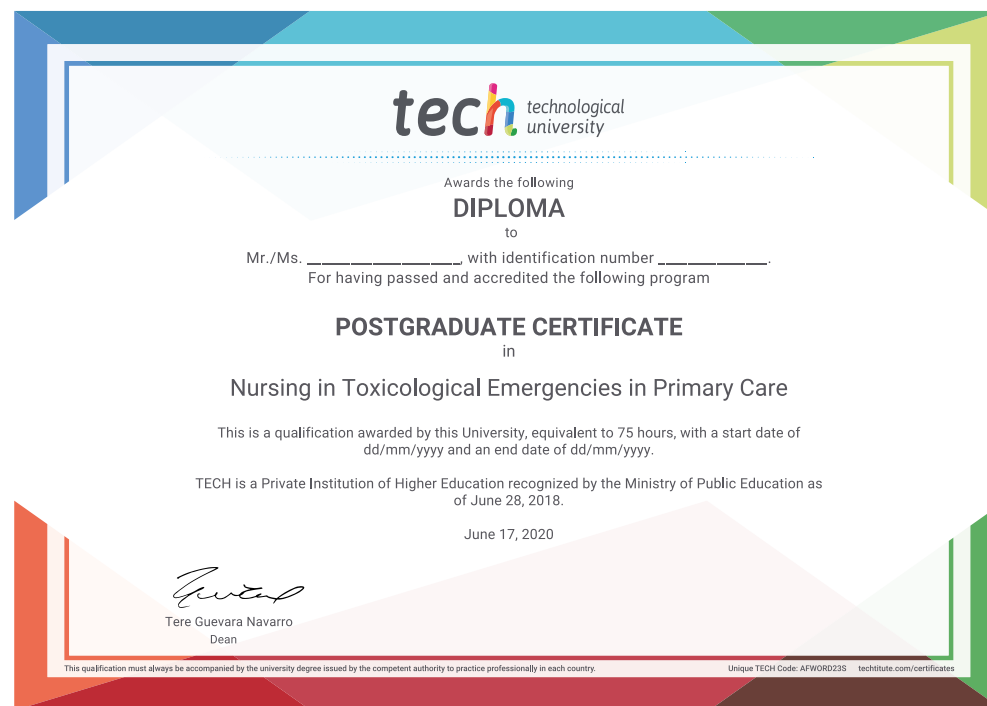 tech technological
university
Awards the following
DIPLOMA
to
Mr./Ms. ____________________, with identification number ______________.
For having passed and accredited the following program
POSTGRADUATE CERTIFICATE
in
Nursing in Toxicological Emergencies in Primary Care
This is a qualification awarded by this University, equivalent to 75 hours, with a start date of
dd/mm/yyyy and an end date of dd/mm/yyyy.
TECH is a Private Institution of Higher Education recognized by the Ministry of Public Education as
of June 28, 2018.
June 17, 2020
Tere Guevara Navarro
Dean
This qualification must always be accompanied by the university degree issued by the competent authority to practice professionally in each country.
Unique TECH Code: AFWORD23S techtitute.com/certificates